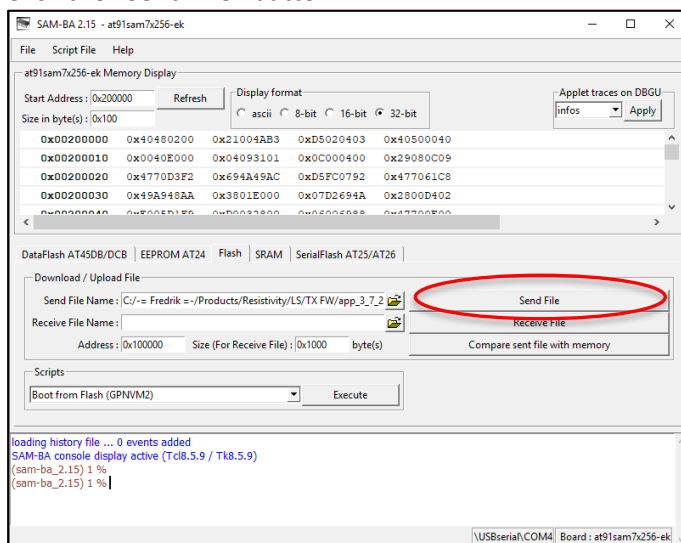 SAM-BA 2.15 - at91sam7x256-ek
File Script File Help
at91sam7x256-ek Memory Display
Start Address : 0x200000 Refresh
Size in byte(s) : 0x100
Display format
ascii 8-bit 16-bit 32-bit
Applet traces on DBGU
infos Apply
0x00200000 0x40480200 0x21004AB3 0xD5020403 0x40500040
0x00200010 0x0040E000 0x04093101 0x0C000400 0x29080C09
0x00200020 0x4770D3F2 0x694A49AC 0xD5FC0792 0x477061C8
0x00200030 0x49A948AA 0x3801E000 0x07D2694A 0x2800D402
DataFlash AT45DB/DCB EEPROM AT24 Flash SRAM SerialFlash AT25/AT26
Download / Upload File
Send File Name : C:/-= Fredrik =-/Products/Resistivity/LS/TX FW/app_3_7_2 Send File
Receive File Name : Receive File
Address : 0x100000 Size (For Receive File) : 0x1000 byte(s) Compare sent file with memory
Scripts
Boot from Flash (GPNVM2) Execute
loading history file ... 0 events added
SAM-BA console display active (Tcl8.5.9 / Tk8.5.9)
(sam-ba_2.15) 1 %
(sam-ba_2.15) 1 %
\USBserial\COM4 Board : at91sam7x256-ek